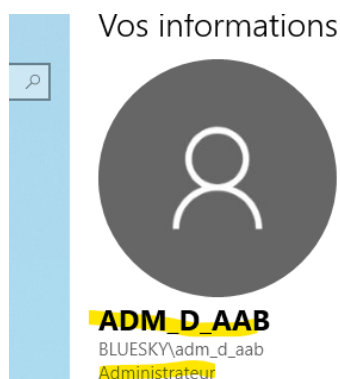 Vos informations
ADM_D_AAB
BLUESKY\adm_d_aab
Administrateur